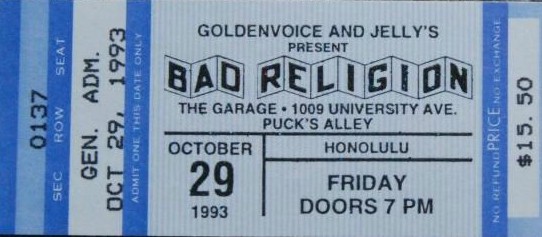 0137
SEC ROW SEAT
GEN. ADM.
OCT 29, 1993
ADMIT ONE THIS DATE ONLY
GOLDENVOICE AND JELLY'S
PRESENT
BAD RELIGION
THE GARAGE • 1009 UNIVERSITY AVE.
PUCK'S ALLEY
OCTOBER
29
1993
HONOLULU
FRIDAY
DOORS 7 PM
NO REFUND PRICE NO EXCHANGE
$15.50